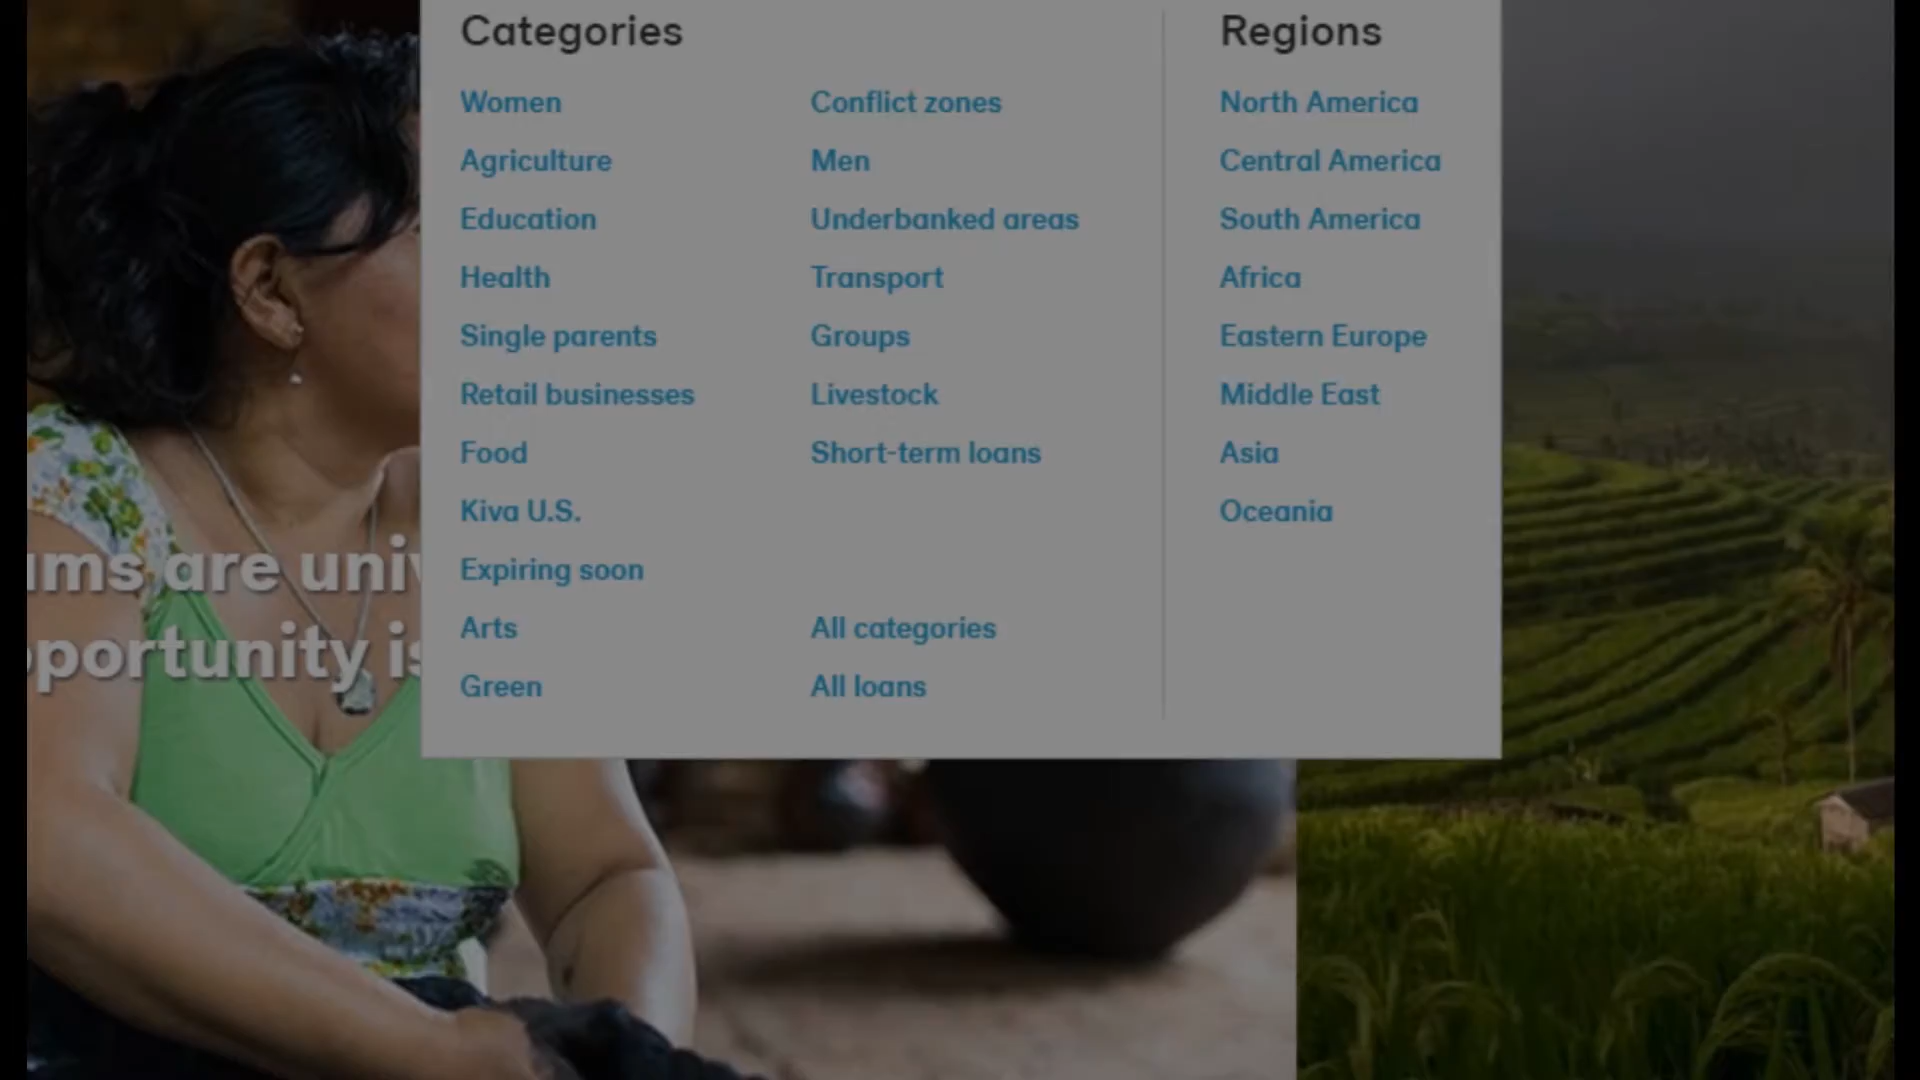 Categories
Women
Agriculture
Education
Health
Single parents
Retail businesses
Food
Kiva U.S.
Expiring soon
Arts
Green
Conflict zones
Men
Underbanked areas
Transport
Groups
Livestock
Short-term loans
All categories
All loans
Regions
North America
Central America
South America
Africa
Eastern Europe
Middle East
Asia
Oceania
are